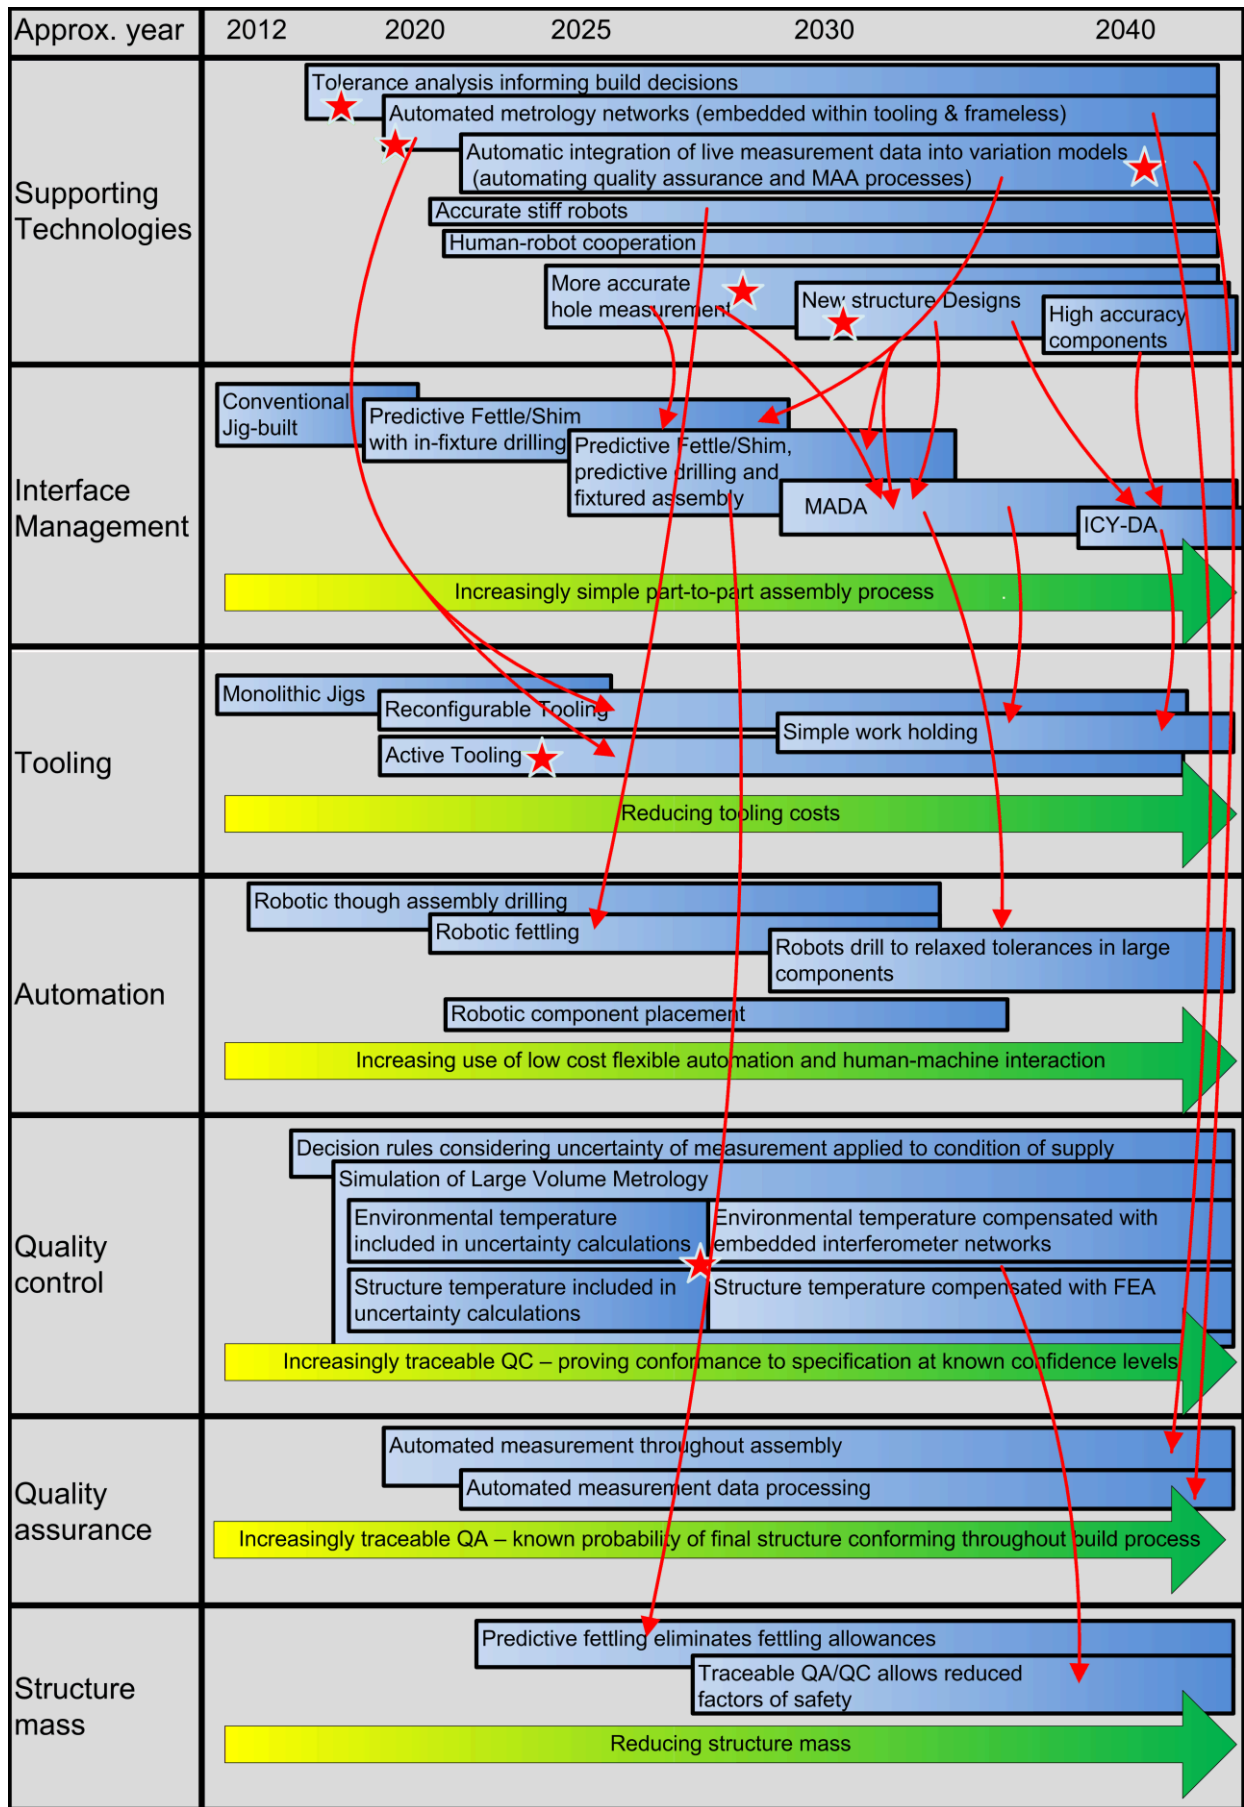 Approx. year 2012 2020 2025 2030 2040
Supporting
Technologies
Tolerance analysis informing build decisions
Automated metrology networks (embedded within tooling & frameless)
Automatic integration of live measurement data into variation models
(automating quality assurance and MAA processes)
Accurate stiff robots
Human-robot cooperation
More accurate
hole measurement
New structure Designs
High accuracy
components
Interface
Management
Conventional
Jig-built
Predictive Fettle/Shim
with in-fixture drilling
Predictive Fettle/Shim,
predictive drilling and
fixtured assembly
MADA
ICY-DA
Increasingly simple part-to-part assembly process
Tooling
Monolithic Jigs
Reconfigurable Tooling
Simple work holding
Active Tooling
Reducing tooling costs
Automation
Robotic though assembly drilling
Robotic fettling
Robots drill to relaxed tolerances in large
components
Robotic component placement
Increasing use of low cost flexible automation and human-machine interaction
Quality
control
Decision rules considering uncertainty of measurement applied to condition of supply
Simulation of Large Volume Metrology
Environmental temperature
included in uncertainty calculations
Environmental temperature compensated with
embedded interferometer networks
Structure temperature included in
uncertainty calculations
Structure temperature compensated with FEA
Increasingly traceable QC – proving conformance to specification at known confidence levels
Quality
assurance
Automated measurement throughout assembly
Automated measurement data processing
Increasingly traceable QA – known probability of final structure conforming throughout build process
Structure
mass
Predictive fettling eliminates fettling allowances
Traceable QA/QC allows reduced
factors of safety
Reducing structure mass